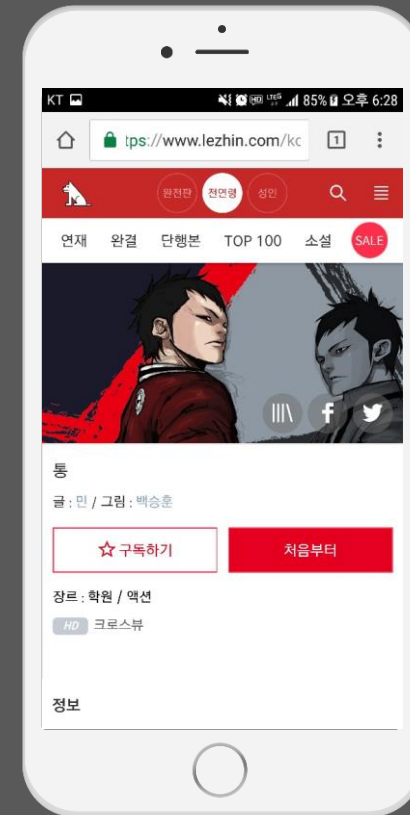 KT HD LTE 85% 오후 6:28
tps://www.lezhin.com/kc 1
완전판 전연령 성인
연재 완결 단행본 TOP 100 소설 SALE
통
글 : 민 / 그림 : 백승훈
☆ 구독하기 처음부터
장르 : 학원 / 액션
HD 크로스뷰
정보